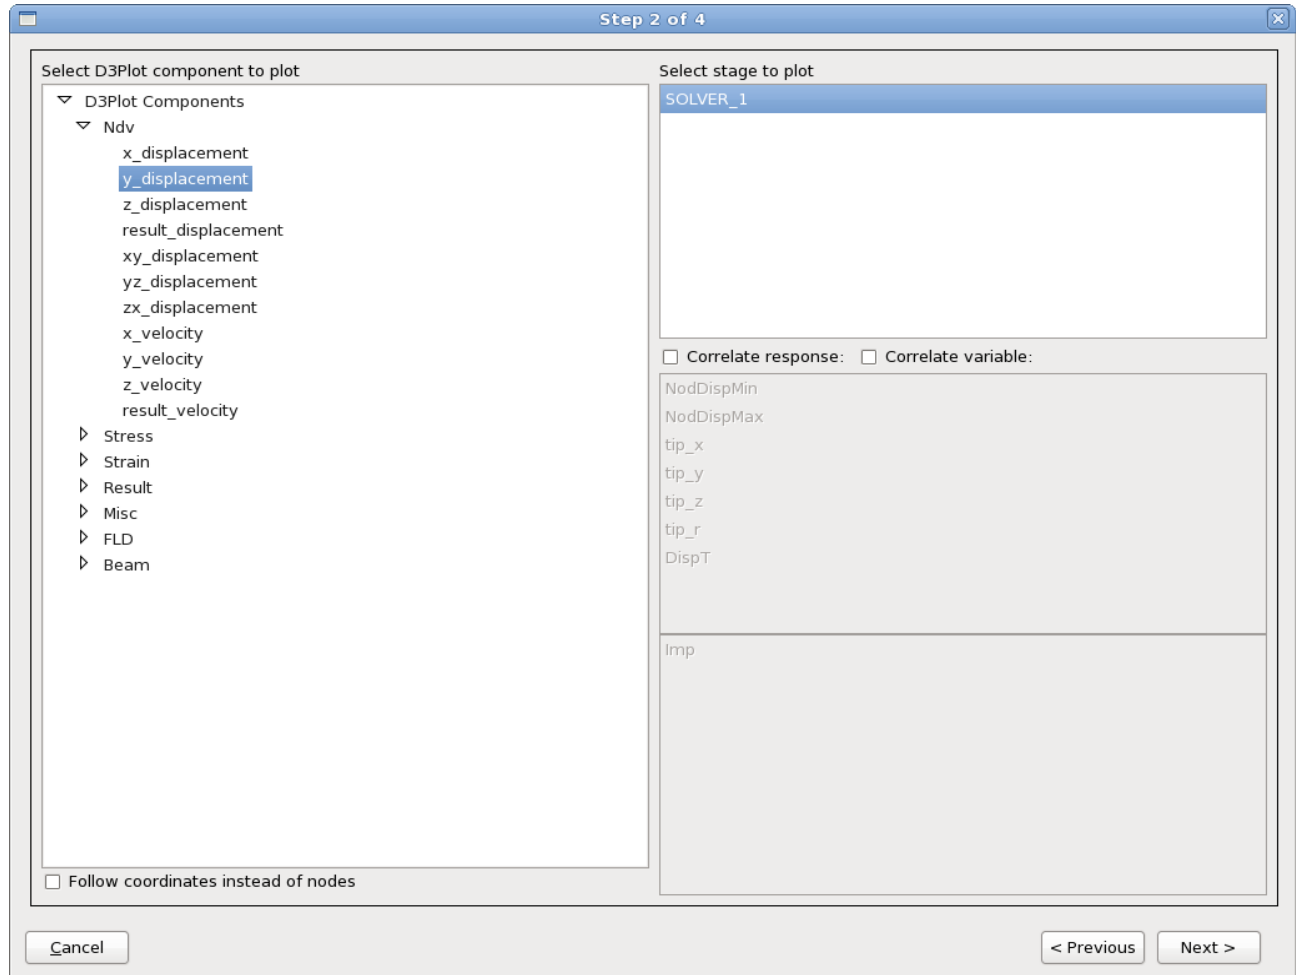 Step 2 of 4
Select D3Plot component to plot
D3Plot Components
Ndv
x_displacement
y_displacement
z_displacement
result_displacement
xy_displacement
yz_displacement
zx_displacement
x_velocity
y_velocity
z_velocity
result_velocity
Stress
Strain
Result
Misc
FLD
Beam
Follow coordinates instead of nodes
Select stage to plot
SOLVER_1
Correlate response: Correlate variable:
NodDispMin
NodDispMax
tip_x
tip_y
tip_z
tip_r
DispT
Imp
Cancel
< Previous
Next >